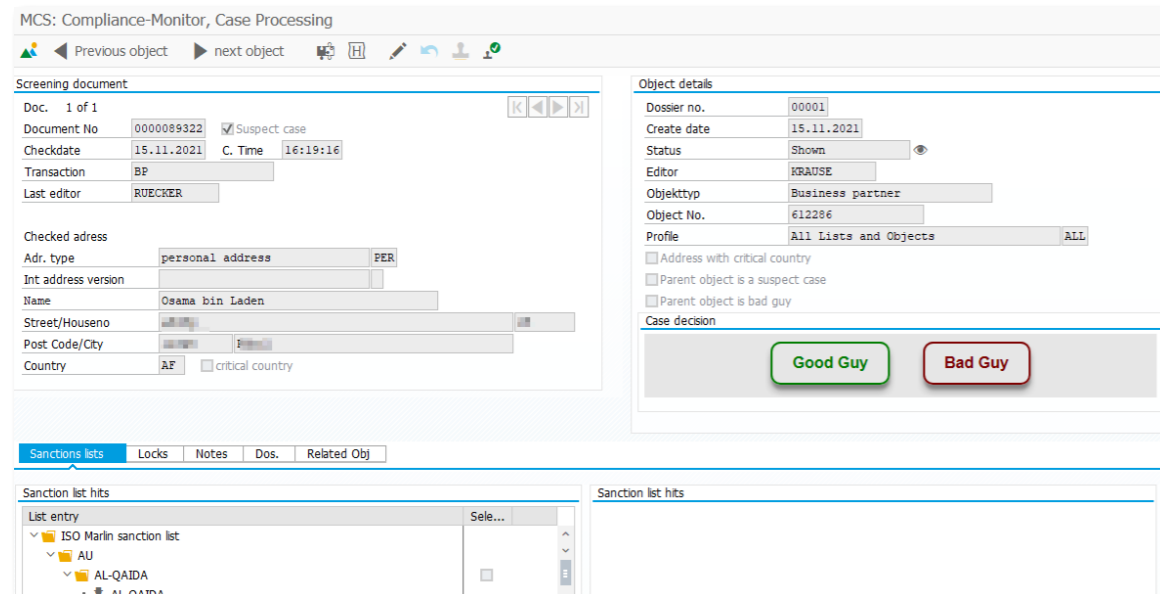 MCS: Compliance-Monitor, Case Processing
Previous object next object
Screening document
Doc. 1 of 1
Document No 0000089322 Suspect case
Checkdate 15.11.2021 C. Time 16:19:16
Transaction BP
Last editor RUECKER
Checked adress
Adr. type personal address PER
Int address version
Name Osama bin Laden
Street/Houseno
Post Code/City
Country AF critical country
Object details
Dossier no. 00001
Create date 15.11.2021
Status Shown
Editor KRAUSE
Objekttyp Business partner
Object No. 612286
Profile All Lists and Objects ALL
Address with critical country
Parent object is a suspect case
Parent object is bad guy
Case decision
Good Guy Bad Guy
Sanctions lists Locks Notes Dos. Related Obj
Sanction list hits
List entry Sele...
ISO Marlin sanction list
AU
AL-QAIDA
AL-QAIDA
Sanction list hits